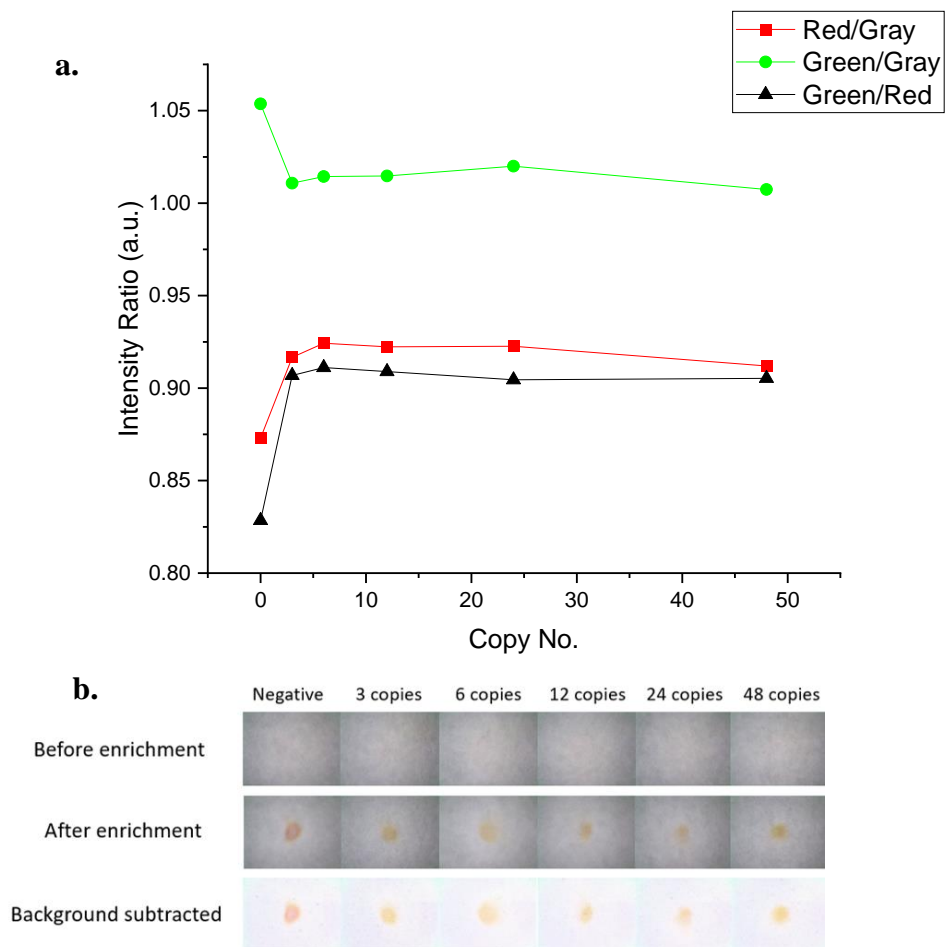 a.
Red/Gray
Green/Gray
Green/Red
Intensity Ratio (a.u.)
1.05
1.00
0.95
0.90
0.85
0.80
0 10 20 30 40 50
Copy No.
b.
Negative 3 copies 6 copies 12 copies 24 copies 48 copies
Before enrichment
After enrichment
Background subtracted